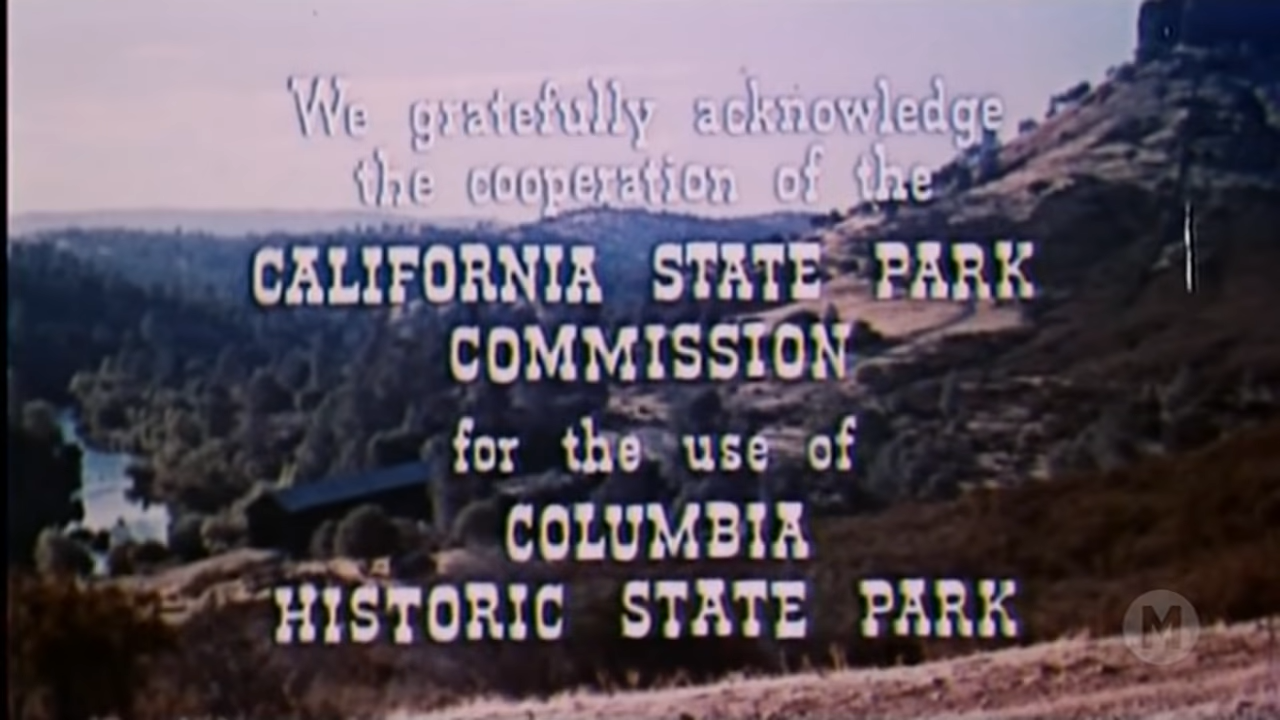 We gratefully acknowledge
the cooperation of the
CALIFORNIA STATE PARK
COMMISSION
for the use of
COLUMBIA
HISTORIC STATE PARK
M